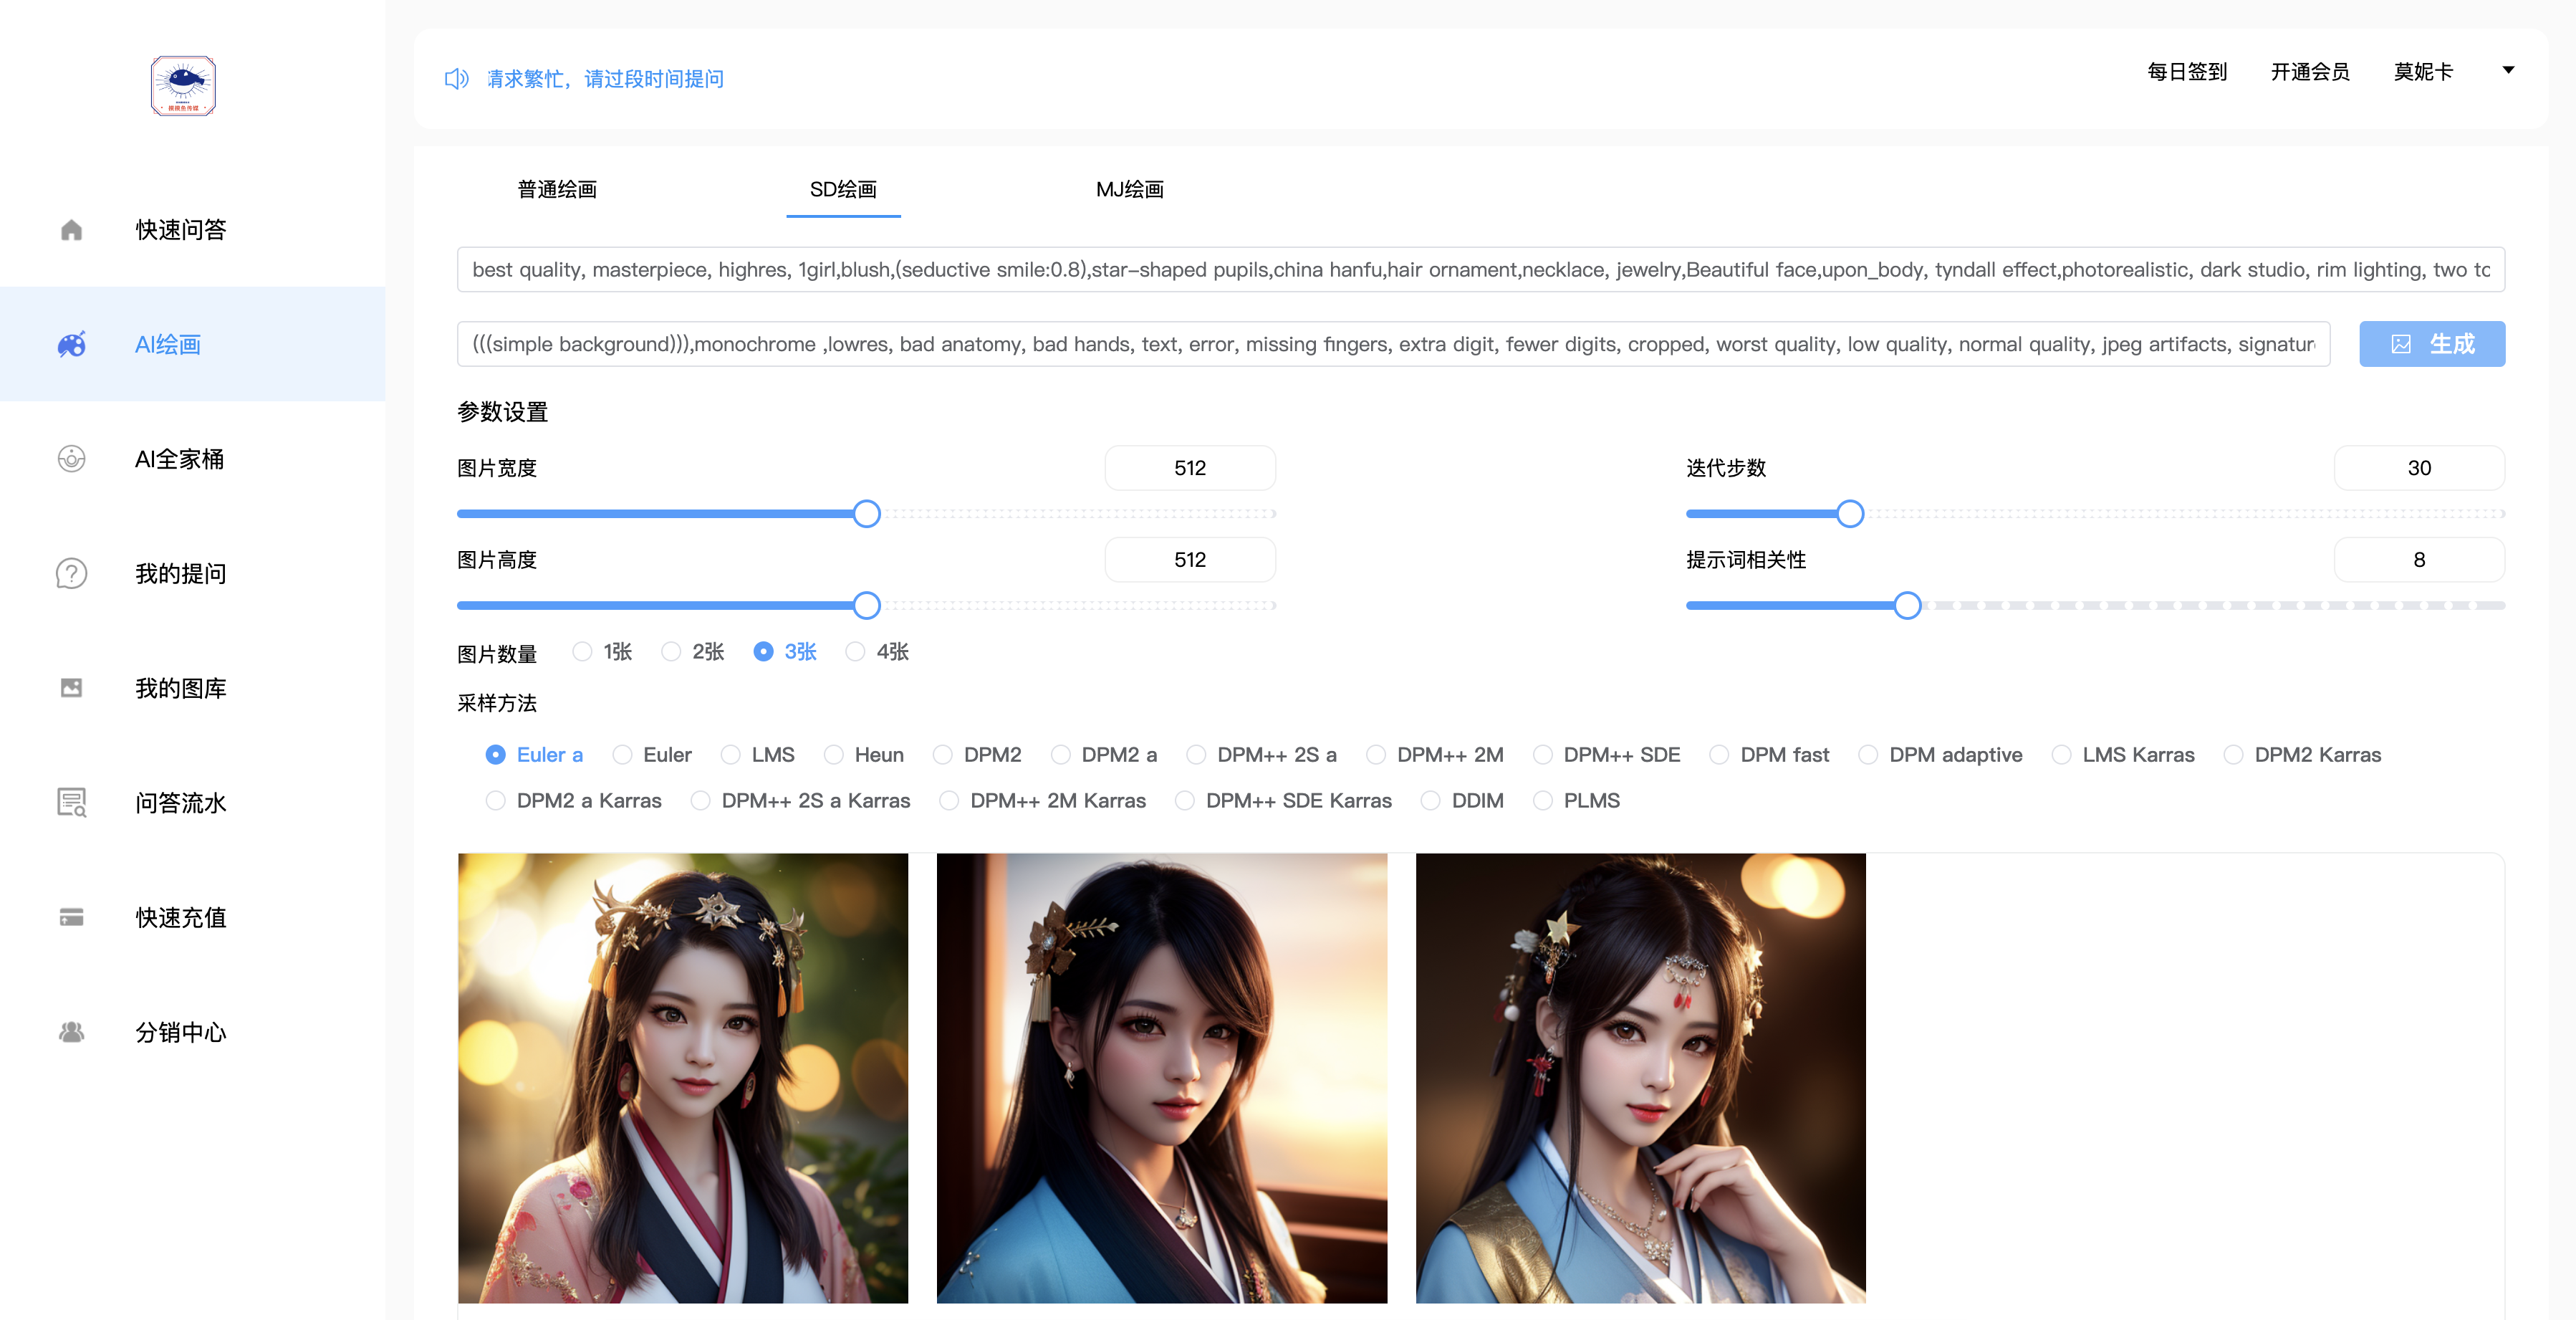 请求繁忙，请过段时间提问
每日签到 开通会员 莫妮卡
快速问答
AI绘画
AI全家桶
我的提问
我的图库
问答流水
快速充值
分销中心
普通绘画 SD绘画 MJ绘画
best quality, masterpiece, highres, 1girl,blush,(seductive smile:0.8),star-shaped pupils,china hanfu,hair ornament,necklace, jewelry,Beautiful face,upon_body, tyndall effect,photorealistic, dark studio, rim lighting, two
(((simple background))),monochrome ,lowres, bad anatomy, bad hands, text, error, missing fingers, extra digit, fewer digits, cropped, worst quality, low quality, normal quality, jpeg artifacts, signatur
生成
参数设置
图片宽度 512 迭代步数 30
图片高度 512 提示词相关性 8
图片数量 1张 2张 3张 4张
采样方法
Euler a Euler LMS Heun DPM2 DPM2 a DPM++ 2S a DPM++ 2M DPM++ SDE DPM fast DPM adaptive LMS Karras DPM2 Karras
DPM2 a Karras DPM++ 2S a Karras DPM++ 2M Karras DPM++ SDE Karras DDIM PLMS